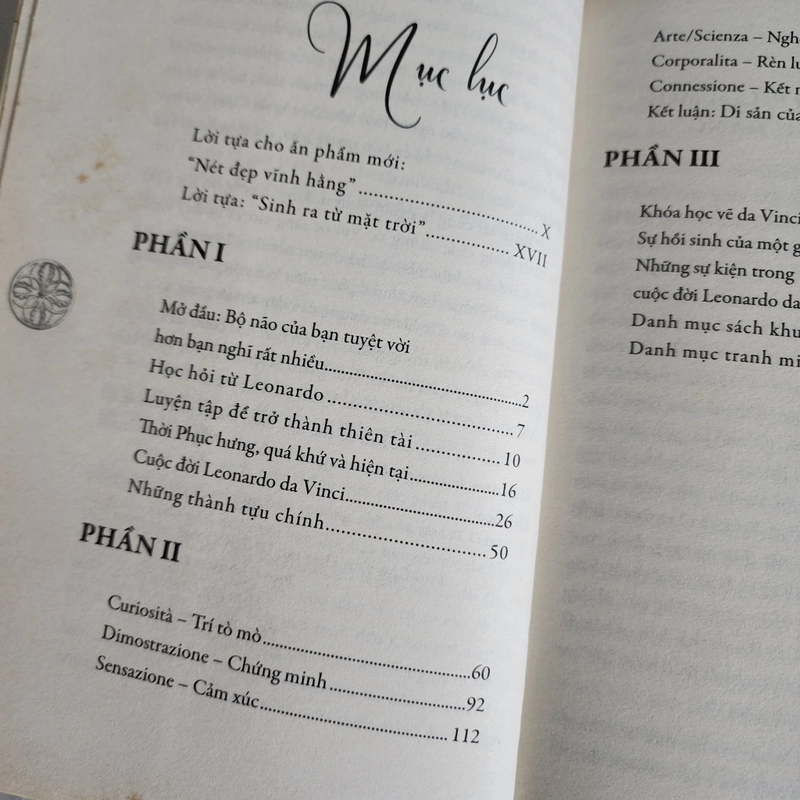 Mục lục
Lời tựa cho ấn phẩm mới:
“Nét đẹp vĩnh hằng”.......................................... X
Lời tựa: “Sinh ra từ mặt trời”.................. XVII
PHẦN I
Mở đầu: Bộ não của bạn tuyệt vời
hơn bạn nghĩ rất nhiều.............................................2
Học hỏi từ Leonardo ..........................................7
Luyện tập để trở thành thiên tài ................... 10
Thời Phục hưng, quá khứ và hiện tại....................16
Cuộc đời Leonardo da Vinci..................................26
Những thành tựu chính.................................. 50
PHẦN II
Curiosità – Trí tò mò..............................................60
Dimostrazione – Chứng minh..............................92
Sensazione – Cảm xúc......................................... 112
Arte/Scienza –
Corporalita – Rèn
Connessione – Kết
Kết luận: Di sản của
PHẦN III
Khóa học vẽ da Vinci
Sự hồi sinh của một
Những sự kiện trong
cuộc đời Leonardo da
Danh mục sách
Danh mục tranh